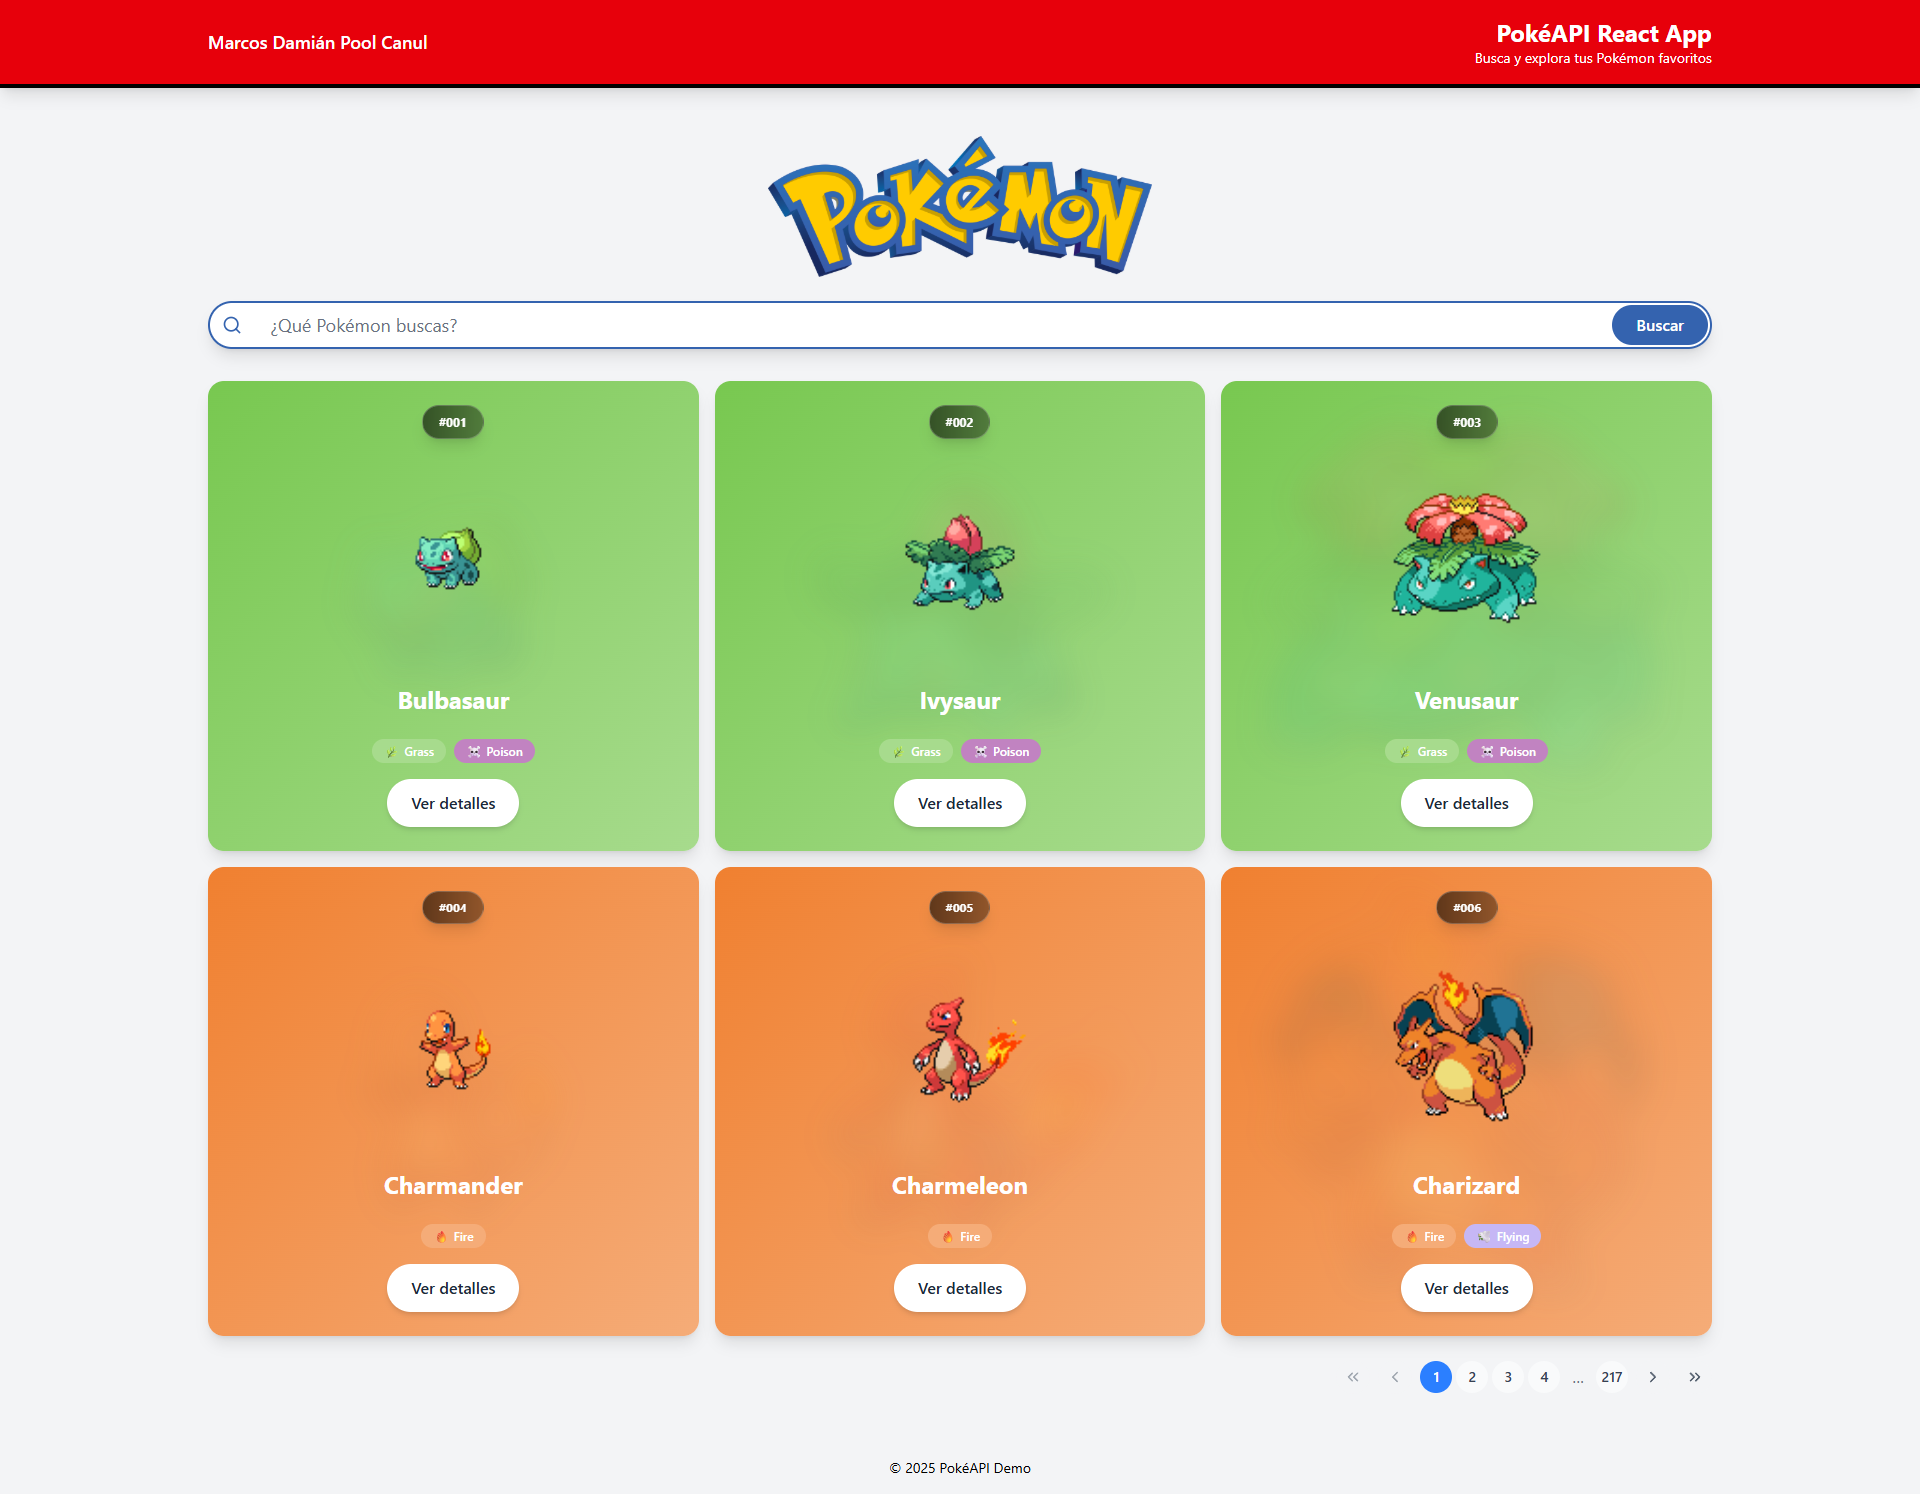 Marcos Damián Pool Canul
PokéAPI React App
Busca y explora tus Pokémon favoritos
POKéMON
¿Qué Pokémon buscas?
Buscar
#001
Bulbasaur
Grass
Poison
Ver detalles
#002
Ivysaur
Grass
Poison
Ver detalles
#003
Venusaur
Grass
Poison
Ver detalles
#004
Charmander
Fire
Ver detalles
#005
Charmeleon
Fire
Ver detalles
#006
Charizard
Fire
Flying
Ver detalles
« ‹ 1 2 3 4 ... 217 › »
© 2025 PokéAPI Demo